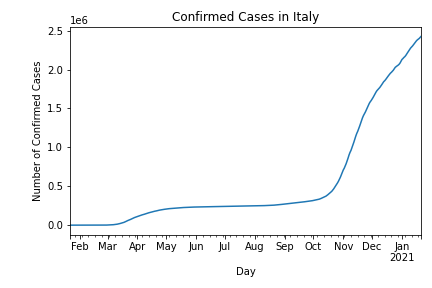 Confirmed Cases in Italy
1e6
2.5
2.0
1.5
1.0
0.5
0.0
Number of Confirmed Cases
Feb Mar Apr May Jun Jul Aug Sep Oct Nov Dec Jan
2021
Day